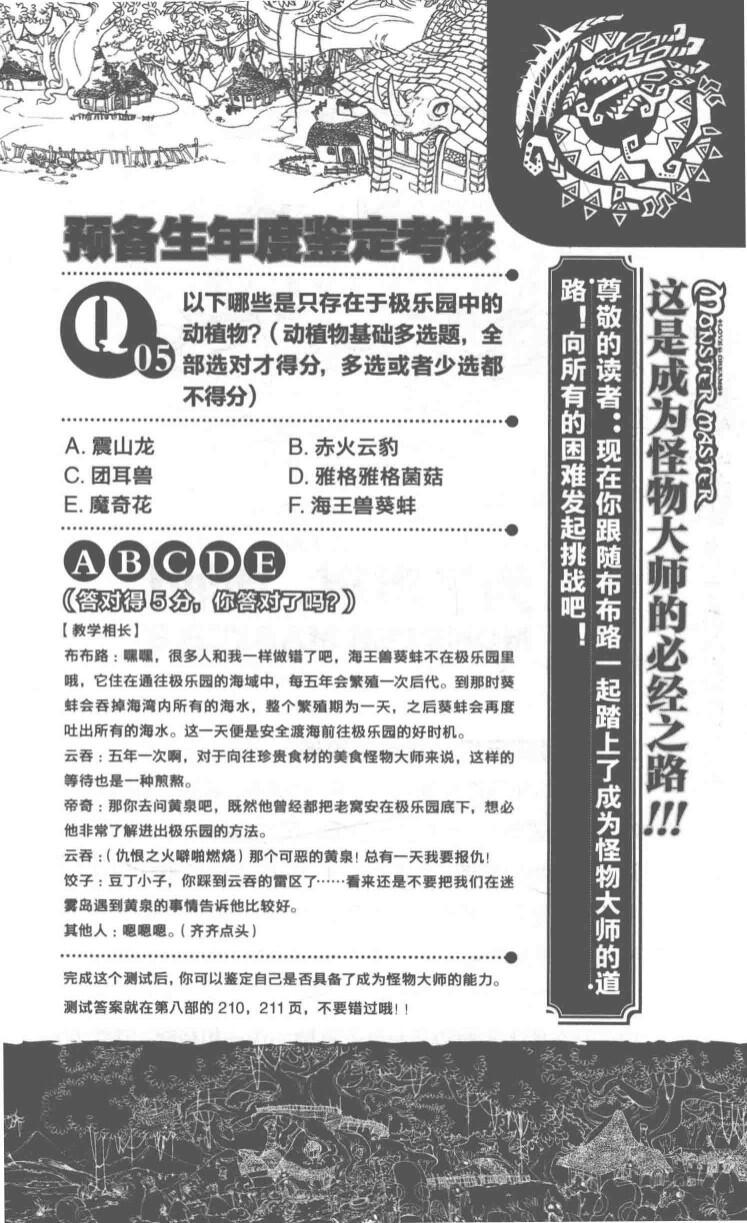 预备生年度鉴定考核
Q05
以下哪些是只存在于极乐园中的
动植物？（动植物基础多选题，全
部选对才得分，多选或者少选都
不得分）
A. 震山龙
B. 赤火云豹
C. 团耳兽
D. 雅格雅格菌菇
E. 魔奇花
F. 海王兽葵蚌
A B C D E
（答对得 5 分，你答对了吗？）
【教学相长】
布布路：嘿嘿，很多人和我一样做错了吧，海王兽葵蚌不在极乐园里
哦，它住在通往极乐园的海域中，每五年会繁殖一次后代。到那时葵
蚌会吞掉海湾内所有的海水，整个繁殖期为一天，之后葵蚌会再度
吐出所有的海水。这一天便是安全渡海前往极乐园的好时机。
云吞：五年一次啊，对于向往珍贵食材的美食怪物大师来说，这样的
等待也是一种煎熬。
帝奇：那你去问黄泉吧，既然他曾经都把老窝安在极乐园底下，想必
他非常了解进出极乐园的方法。
云吞：（仇恨之火噼啪燃烧）那个可恶的黄泉！总有一天我要报仇！
饺子：豆丁小子，你踩到云吞的雷区了……看来还是不要把我们在迷
雾岛遇到黄泉的事情告诉他比较好。
其他人：嗯嗯嗯。（齐齐点头）
完成这个测试后，你可以鉴定自己是否具备了成为怪物大师的能力。
测试答案就在第八部的 210，211 页，不要错过哦！！
MONSTER MASTER
这是成为怪物大师的必经之路!!!
尊敬的读者：现在你跟随布布路一起踏上了成为怪物大师的道
路！向所有的困难发起挑战吧！